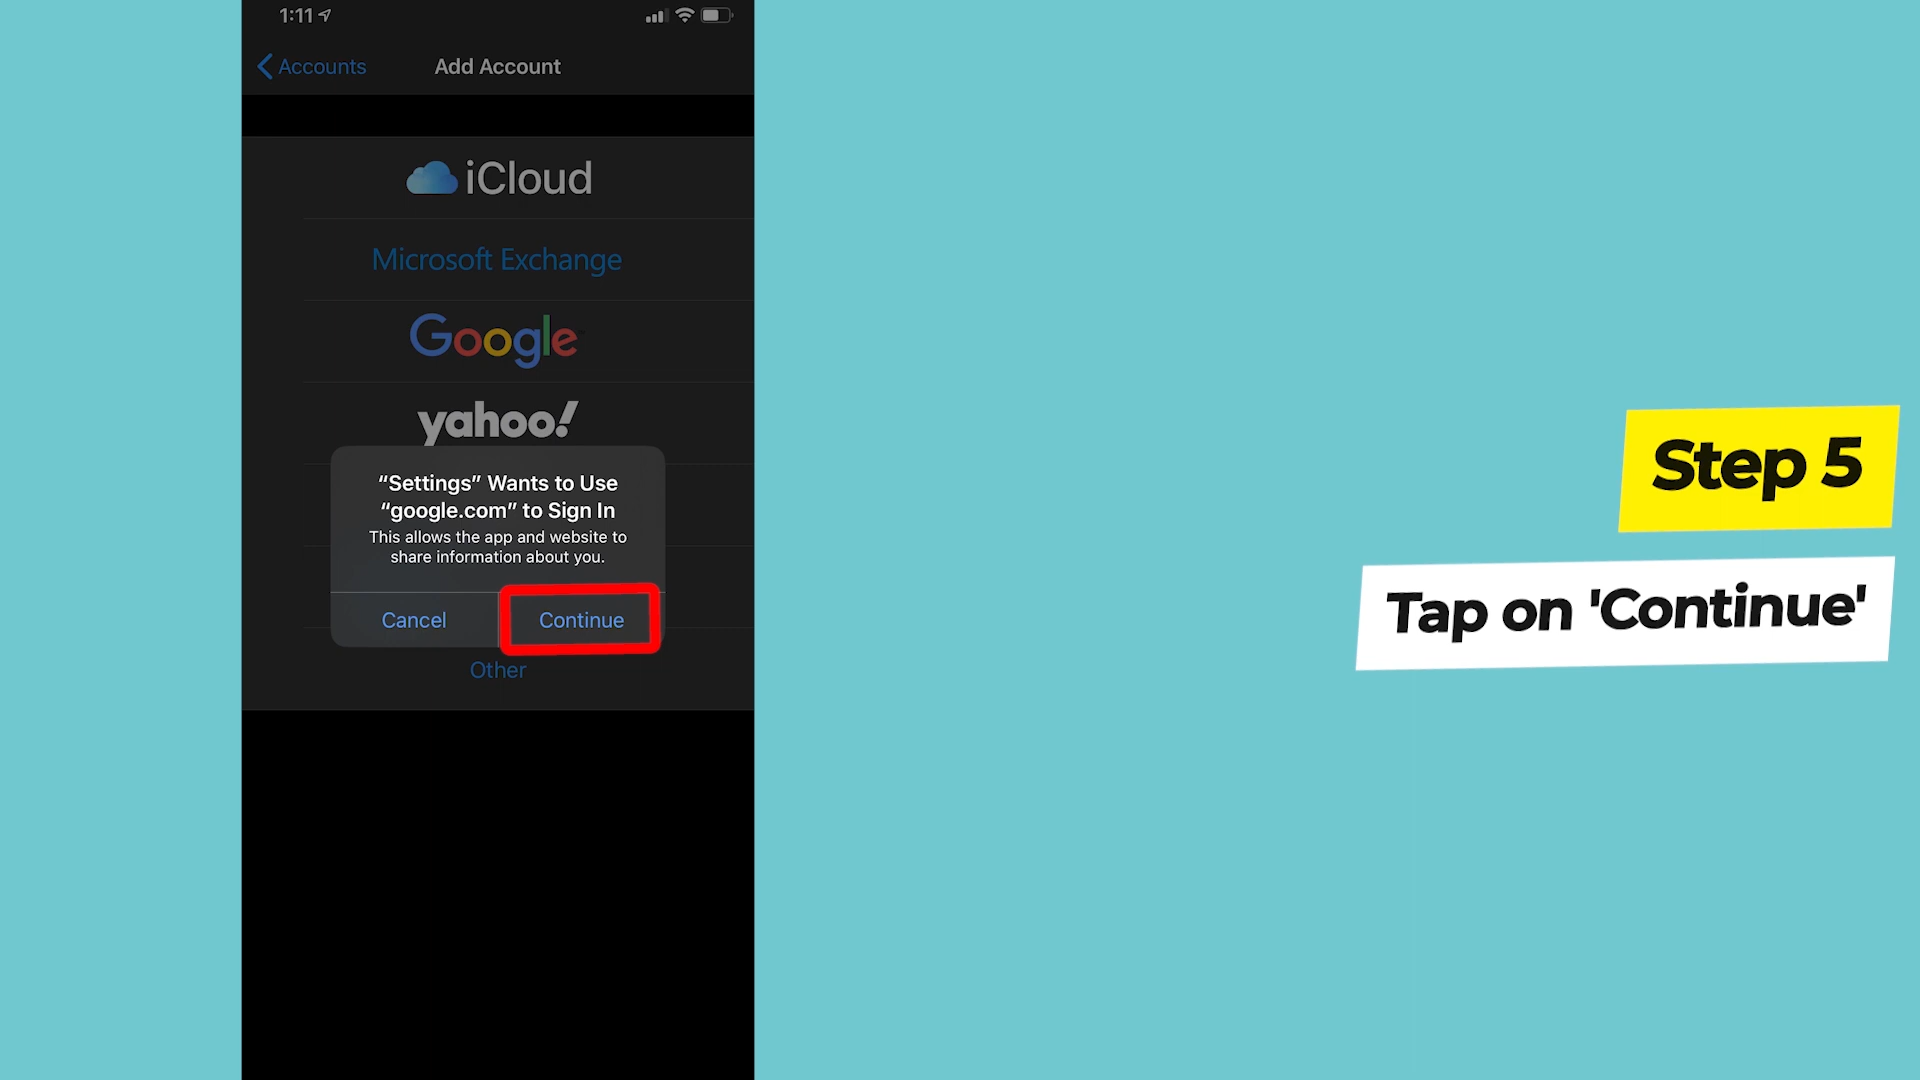 1:11
Accounts
Add Account
iCloud
Microsoft Exchange
Google
yahoo!
“Settings” Wants to Use
“google.com” to Sign In
This allows the app and website to
share information about you.
Cancel
Continue
Other
Step 5
Tap on 'Continue'